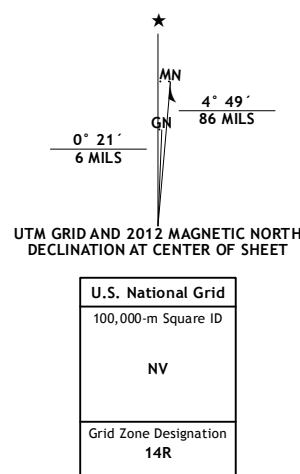 ★
MN
4° 49´
86 MILS
GN
0° 21´
6 MILS
UTM GRID AND 2012 MAGNETIC NORTH
DECLINATION AT CENTER OF SHEET
U.S. National Grid
100,000-m Square ID
NV
Grid Zone Designation
14R